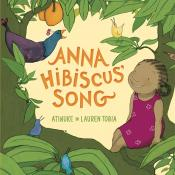 ANNA
HiBiSCUS'
SONG
ATINUKE & LAUREN TOBIA